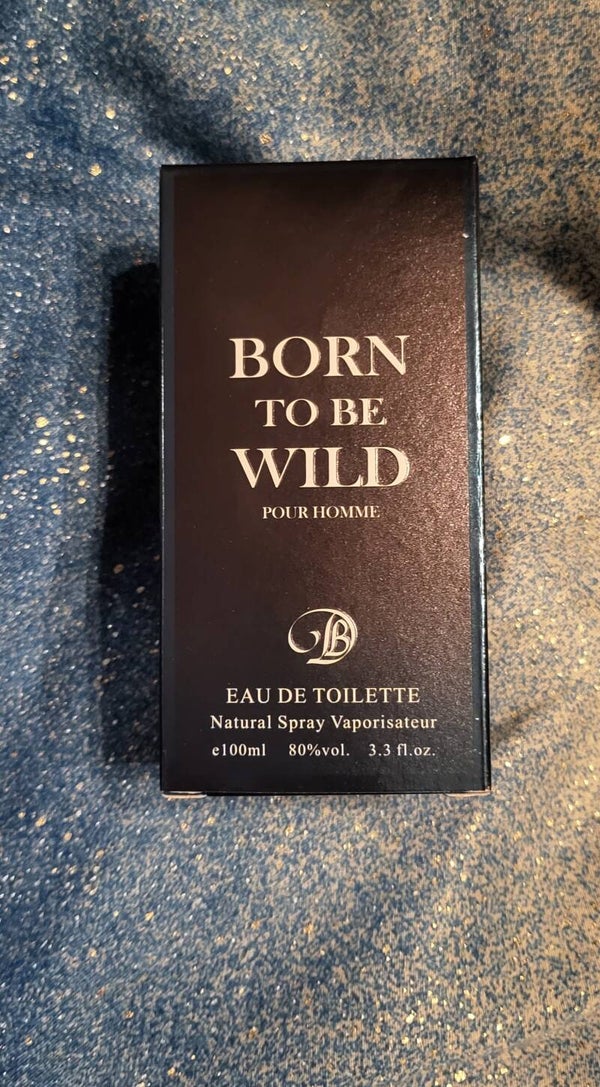 BORN
TO BE
WILD
POUR HOMME
EAU DE TOILETTE
Natural Spray Vaporisateur
e100ml 80%vol. 3.3 fl.oz.